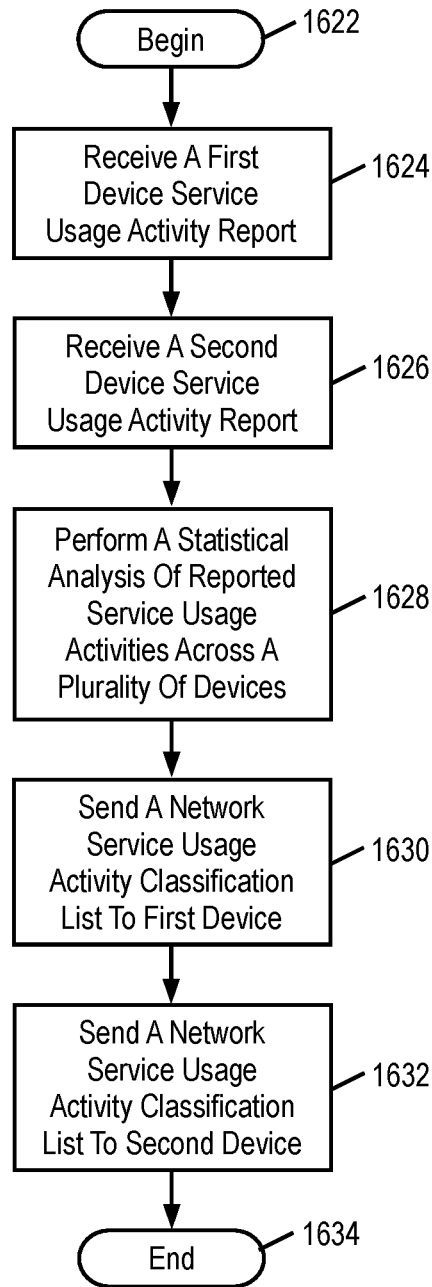 Begin
1622
Receive A First
Device Service
Usage Activity Report
1624
Receive A Second
Device Service
Usage Activity Report
1626
Perform A Statistical
Analysis Of Reported
Service Usage
Activities Across A
Plurality Of Devices
1628
Send A Network
Service Usage
Activity Classification
List To First Device
1630
Send A Network
Service Usage
Activity Classification
List To Second Device
1632
End
1634